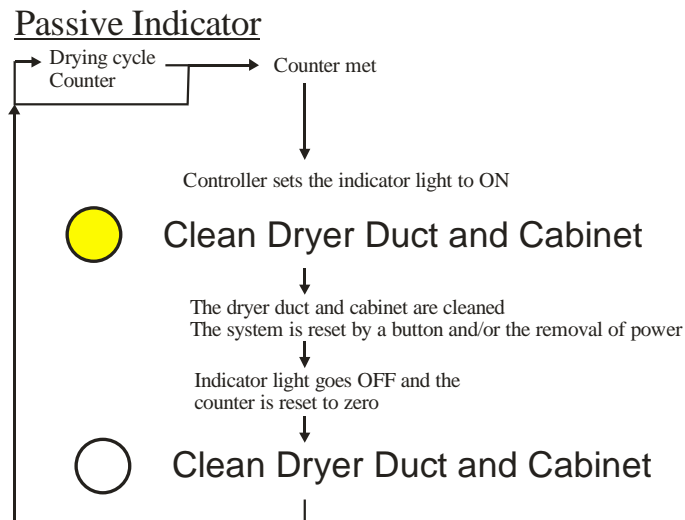 Passive Indicator
Drying cycle
Counter
Counter met
Controller sets the indicator light to ON
Clean Dryer Duct and Cabinet
The dryer duct and cabinet are cleaned
The system is reset by a button and/or the removal of power
Indicator light goes OFF and the
counter is reset to zero
Clean Dryer Duct and Cabinet